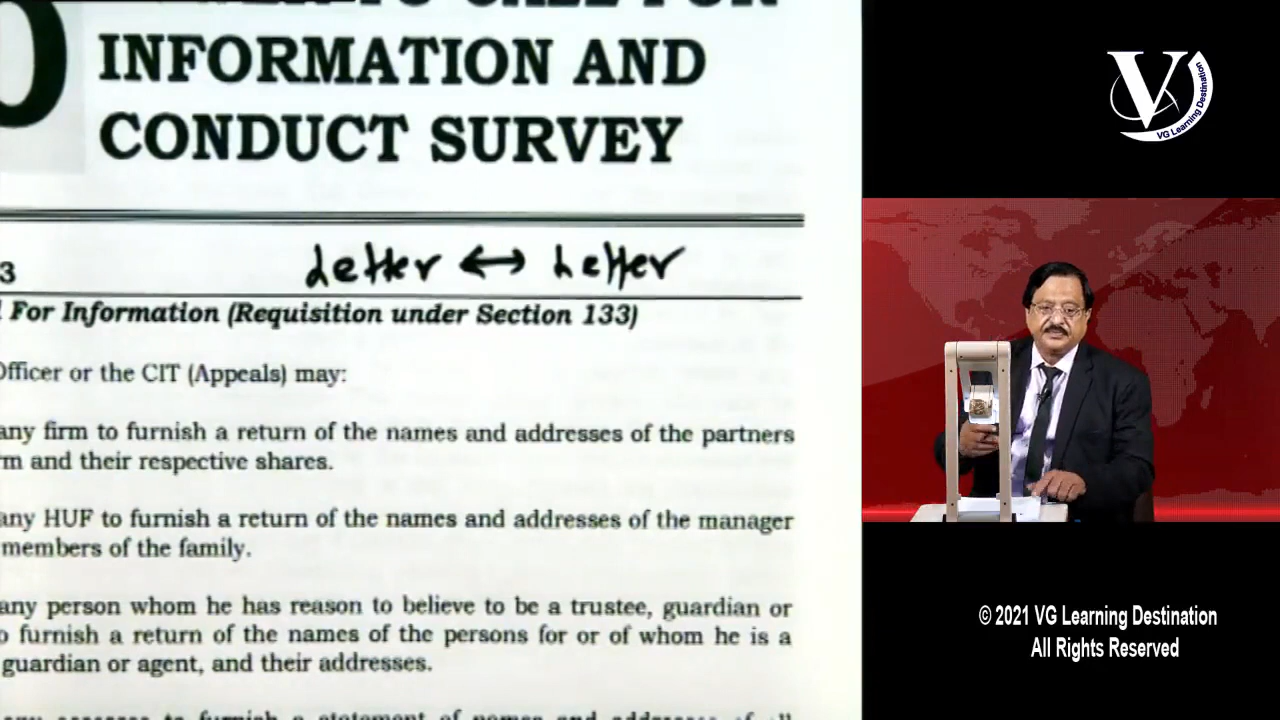 INFORMATION AND
CONDUCT SURVEY
3
Letter ↔ Letter
For Information (Requisition under Section 133)
Officer or the CIT (Appeals) may:
any firm to furnish a return of the names and addresses of the partners
and their respective shares.
any HUF to furnish a return of the names and addresses of the manager
members of the family.
any person whom he has reason to believe to be a trustee, guardian or
furnish a return of the names of the persons for or of whom he is a
guardian or agent, and their addresses.
V
VG Learning Destination
© 2021 VG Learning Destination
All Rights Reserved